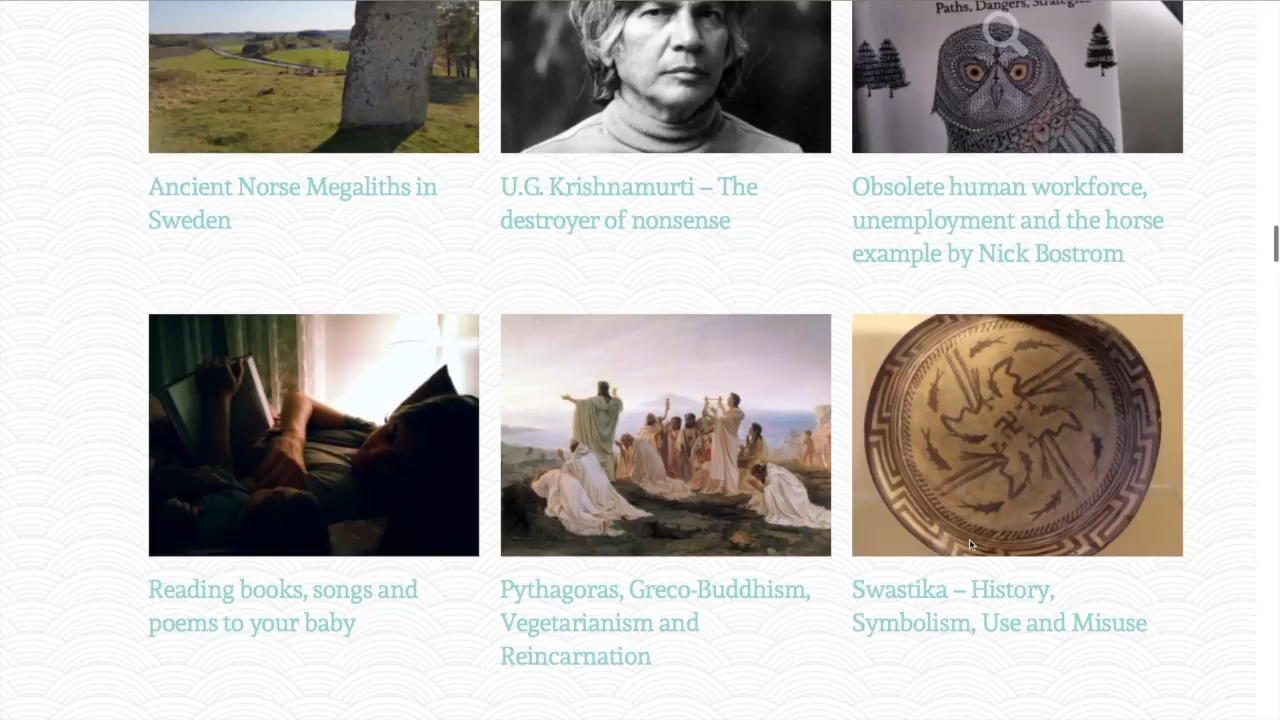 Paths, Dangers, Strategies
Ancient Norse Megaliths in
Sweden
U.G. Krishnamurti – The
destroyer of nonsense
Obsolete human workforce,
unemployment and the horse
example by Nick Bostrom
Reading books, songs and
poems to your baby
Pythagoras, Greco-Buddhism,
Vegetarianism and
Reincarnation
Swastika – History,
Symbolism, Use and Misuse